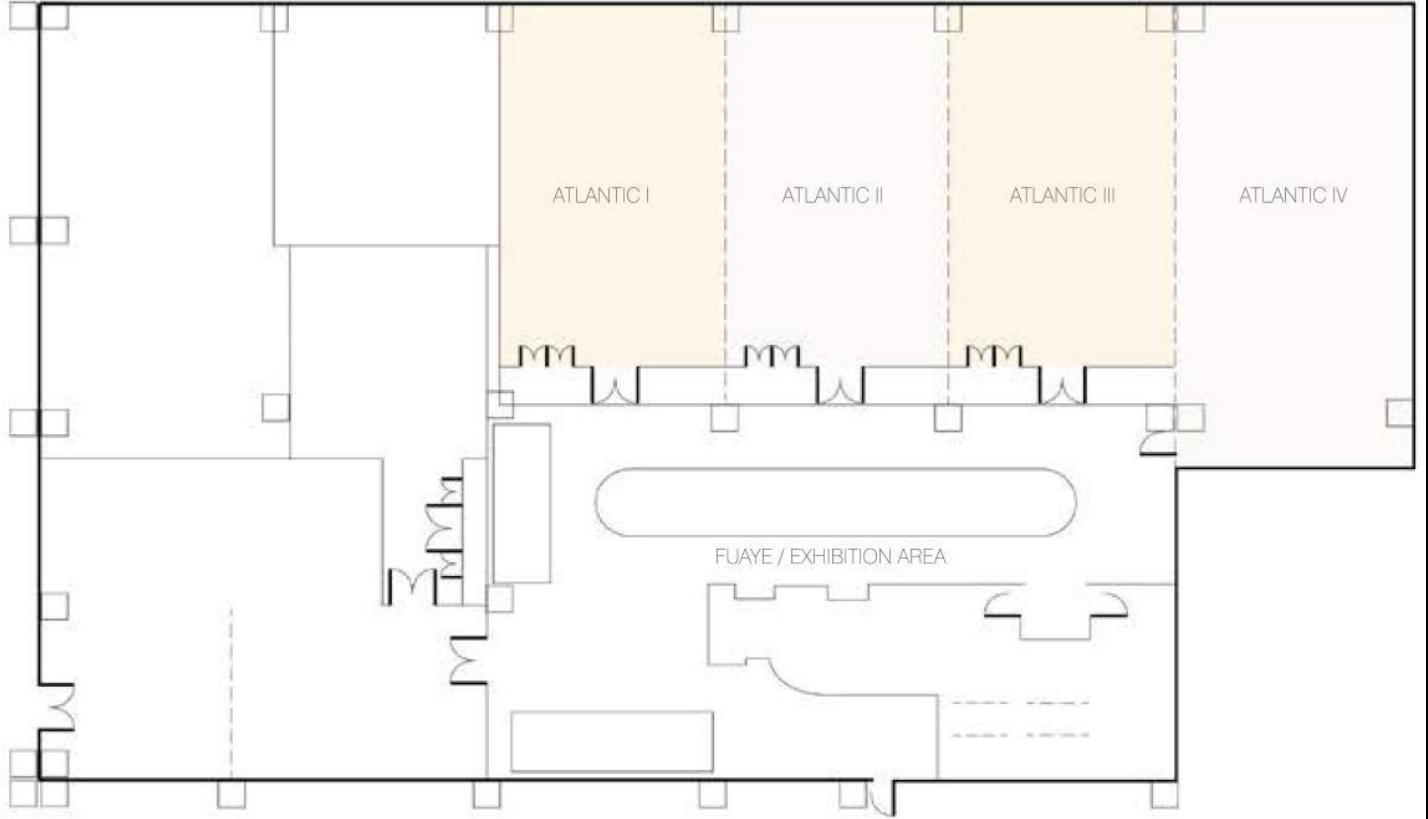 ATLANTIC I
ATLANTIC II
ATLANTIC III
ATLANTIC IV
FUAYE / EXHIBITION AREA